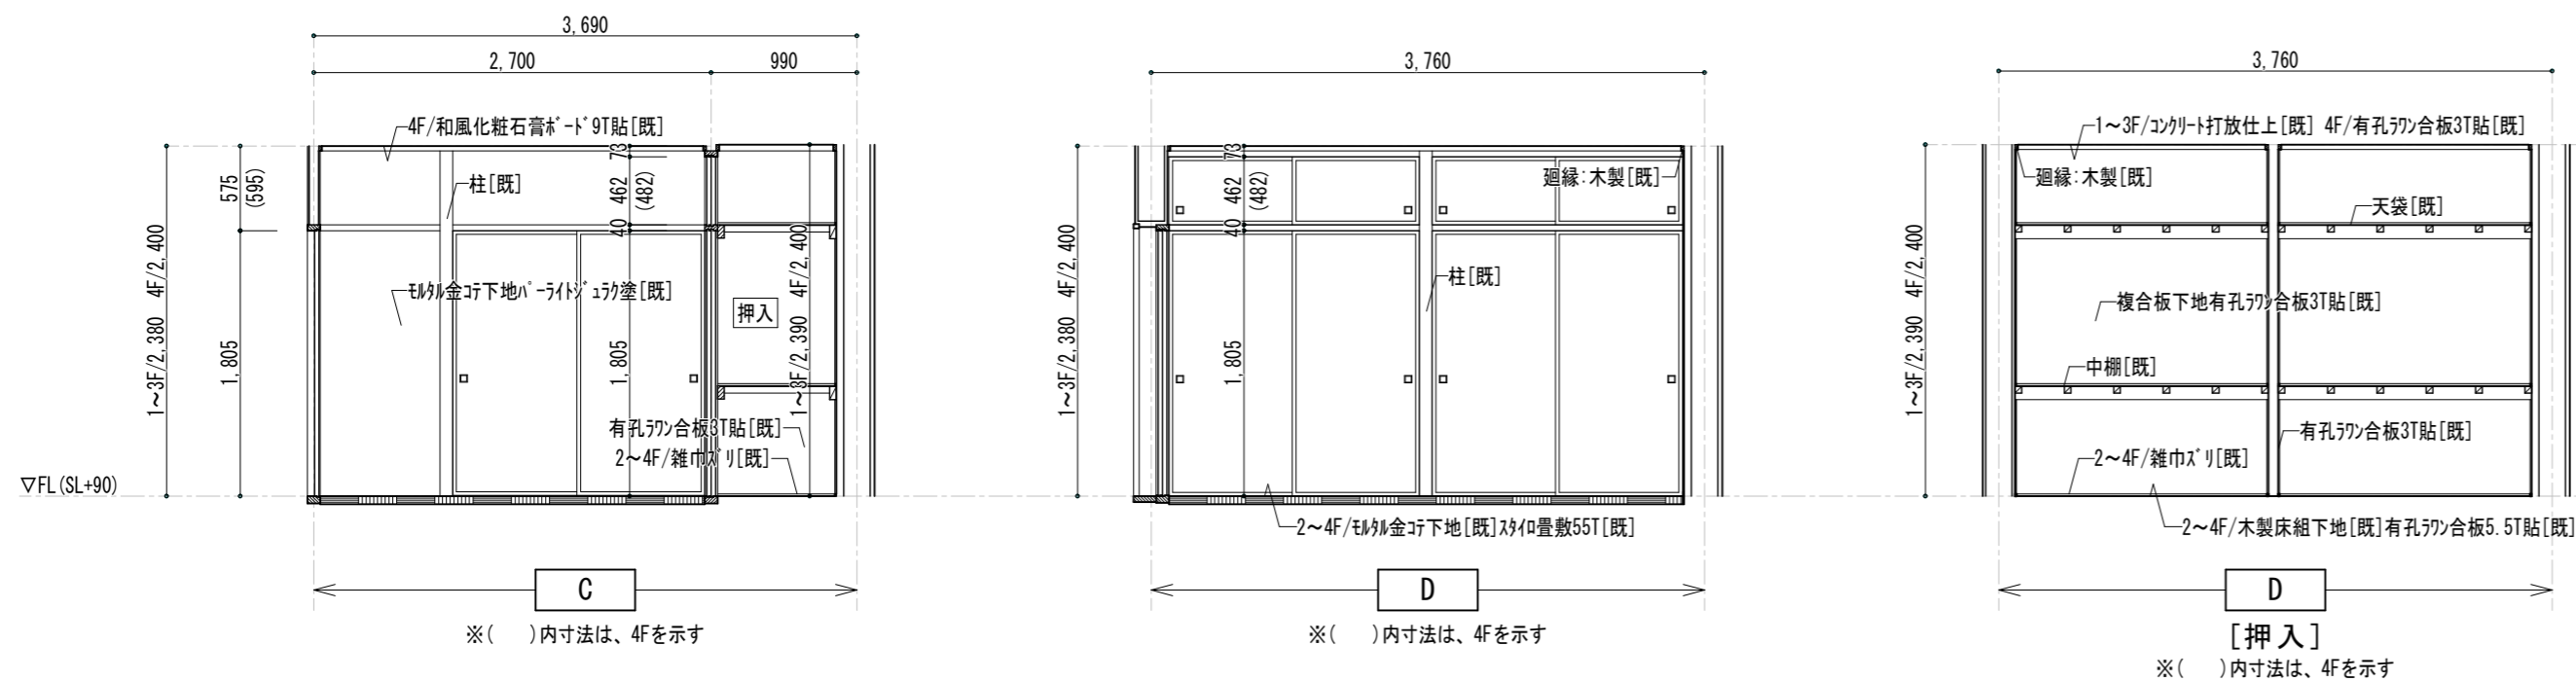 3,690
2,700
990
4F/和風化粧石膏ﾎﾞｰﾄﾞ9T貼[既]
柱[既]
73
462
(482)
40
575
(595)
1~3F/2,380 4F/2,400
1,805
1,805
ﾓﾙﾀﾙ金ｺﾃ下地ﾊﾟｰﾗｲﾄｼﾞｭﾗｸ塗[既]
押入
1~3F/2,390 4F/2,400
有孔ﾗﾜﾝ合板3T貼[既]
2~4F/雑巾ｽﾞﾘ[既]
▽FL(SL+90)
C
※( )内寸法は、4Fを示す
3,760
73
462
(482)
40
廻縁:木製[既]
1~3F/2,380 4F/2,400
1,805
柱[既]
2~4F/ﾓﾙﾀﾙ金ｺﾃ下地[既]ｽﾀｲﾛ畳敷55T[既]
D
※( )内寸法は、4Fを示す
3,760
1~3F/ｺﾝｸﾘｰﾄ打放仕上[既] 4F/有孔ﾗﾜﾝ合板3T貼[既]
廻縁:木製[既]
天袋[既]
1~3F/2,390 4F/2,400
複合板下地有孔ﾗﾜﾝ合板3T貼[既]
中棚[既]
有孔ﾗﾜﾝ合板3T貼[既]
2~4F/雑巾ｽﾞﾘ[既]
2~4F/木製床組下地[既]有孔ﾗﾜﾝ合板5.5T貼[既]
D
[押入]
※( )内寸法は、4Fを示す